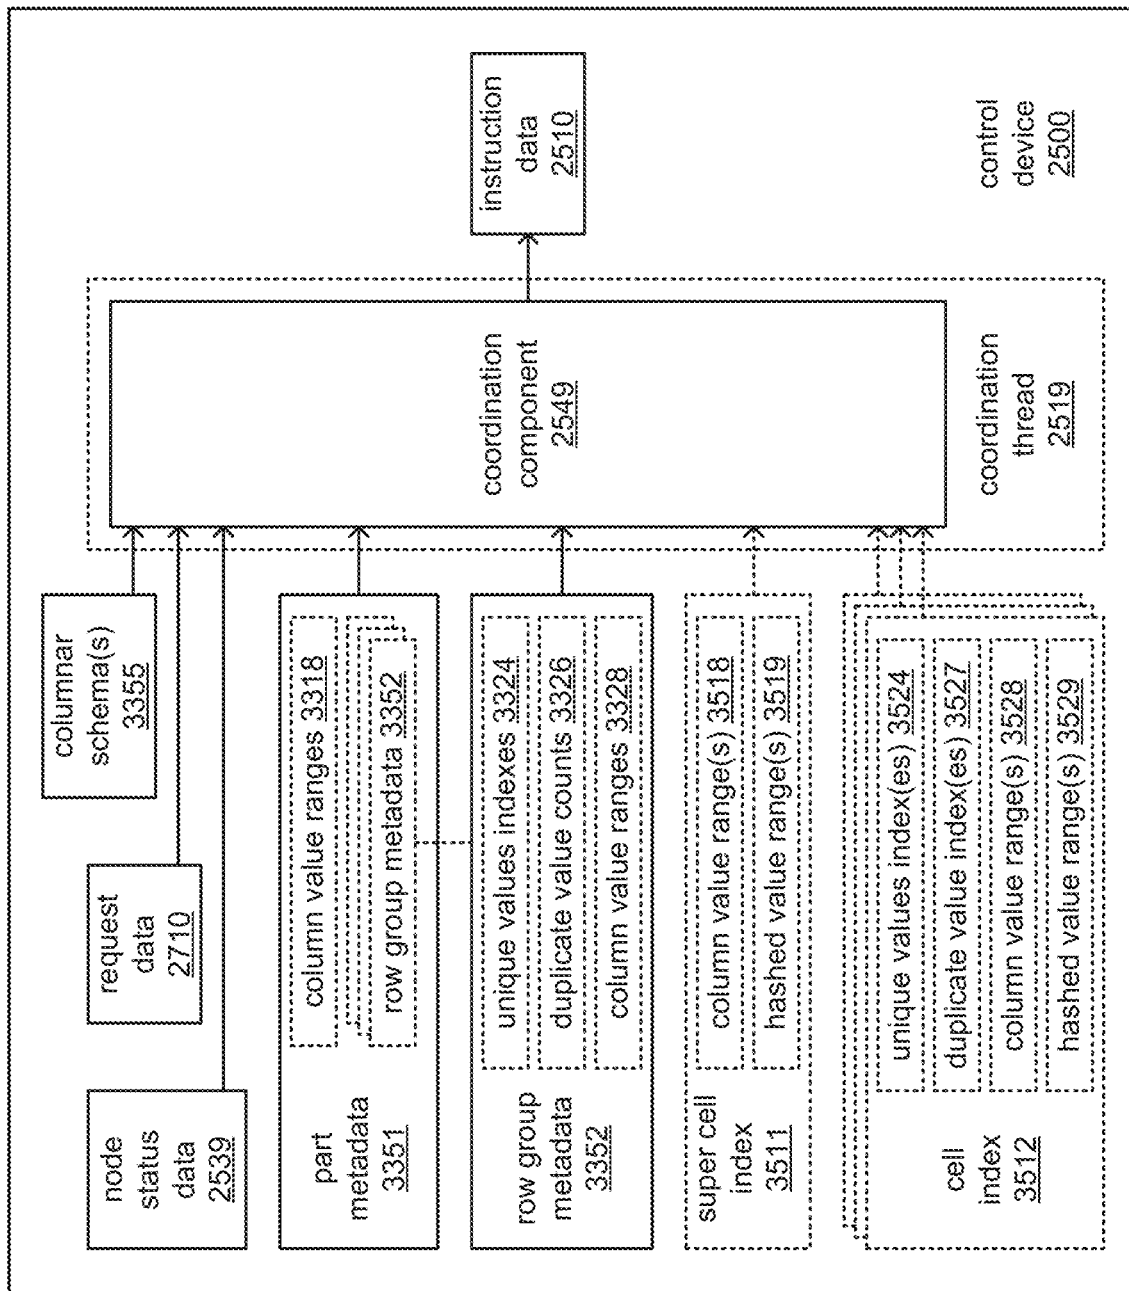 columnar
schema(s)
3355
request
data
2710
node
status
data
2539
part
metadata
3351
column value ranges 3318
row group metadata 3352
row group
metadata
3352
unique values indexes 3324
duplicate value counts 3326
column value ranges 3328
super cell
index
3511
column value range(s) 3518
hashed value range(s) 3519
cell
index
3512
unique values index(es) 3524
duplicate value index(es) 3527
column value range(s) 3528
hashed value range(s) 3529
coordination
component
2549
coordination
thread
2519
instruction
data
2510
control
device
2500